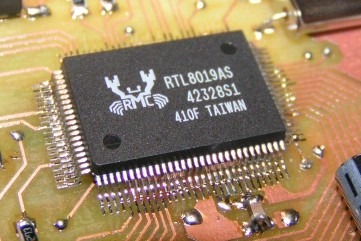 RTL8019AS
42328S1
410F TAIWAN
RMC